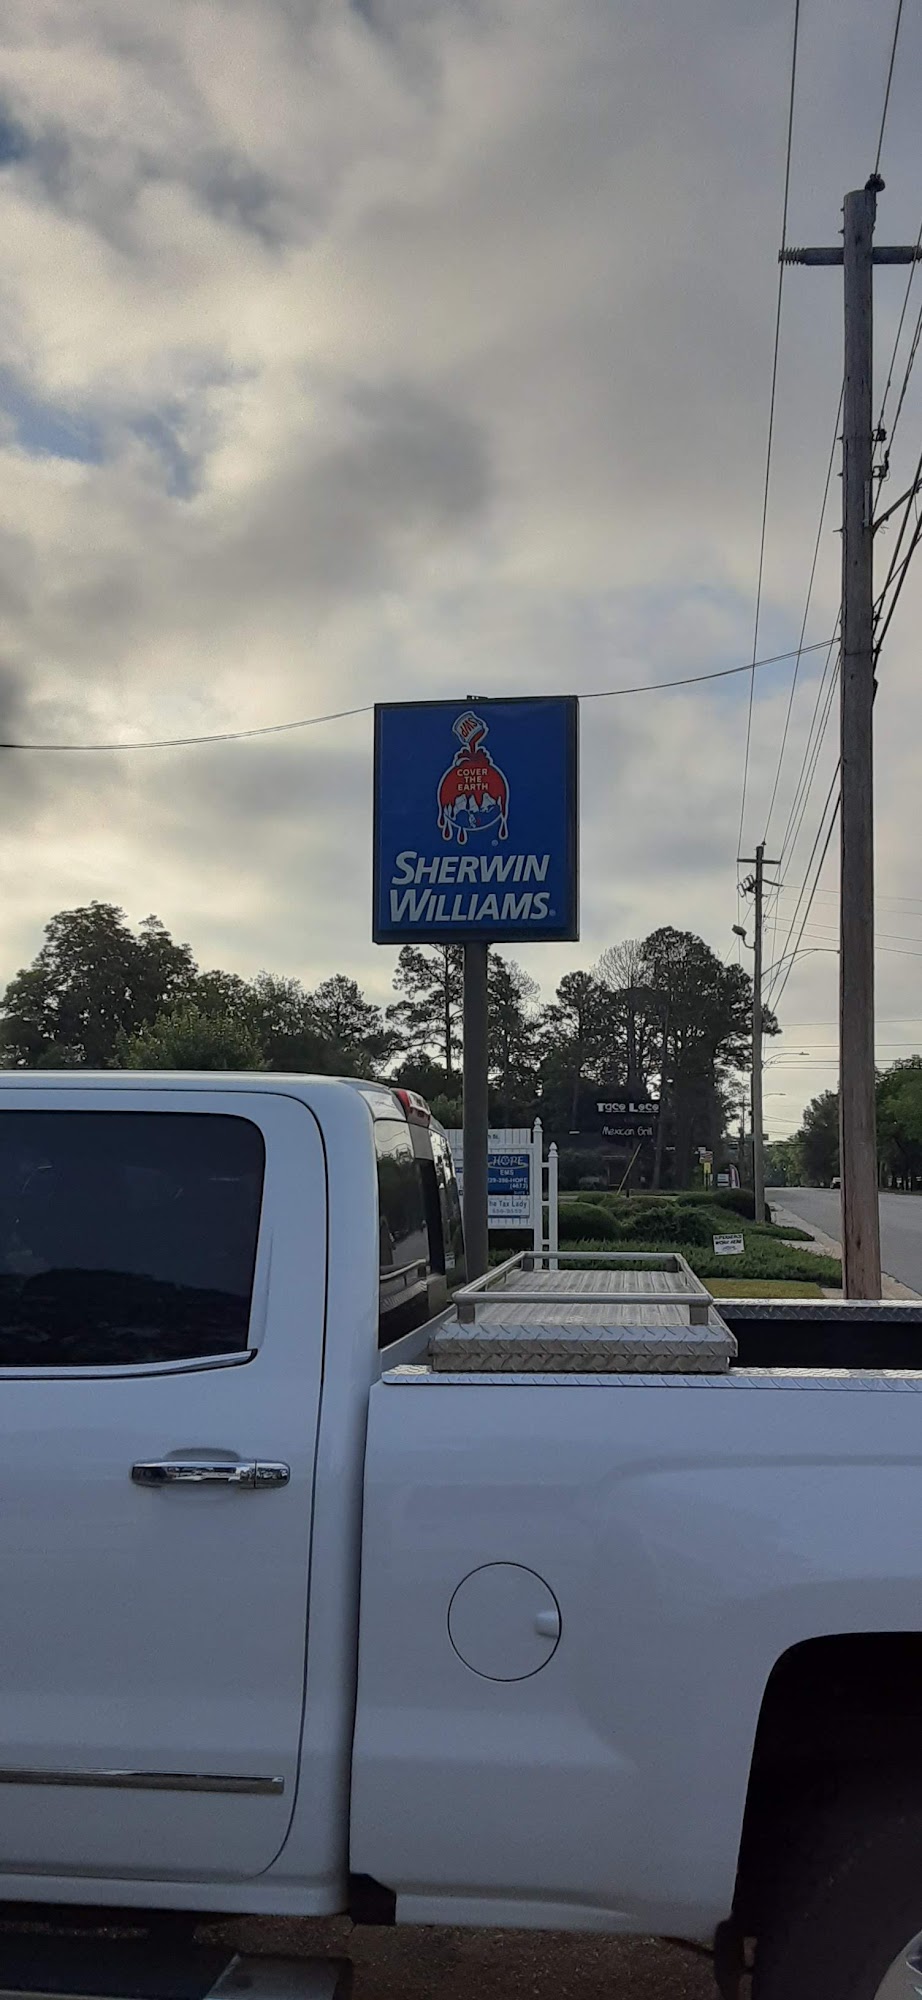 SWP
COVER
THE
EARTH
®
SHERWIN
WILLIAMS®
Taco Loco
Mexican Grill
HOPE
EMS
The Tax Lady